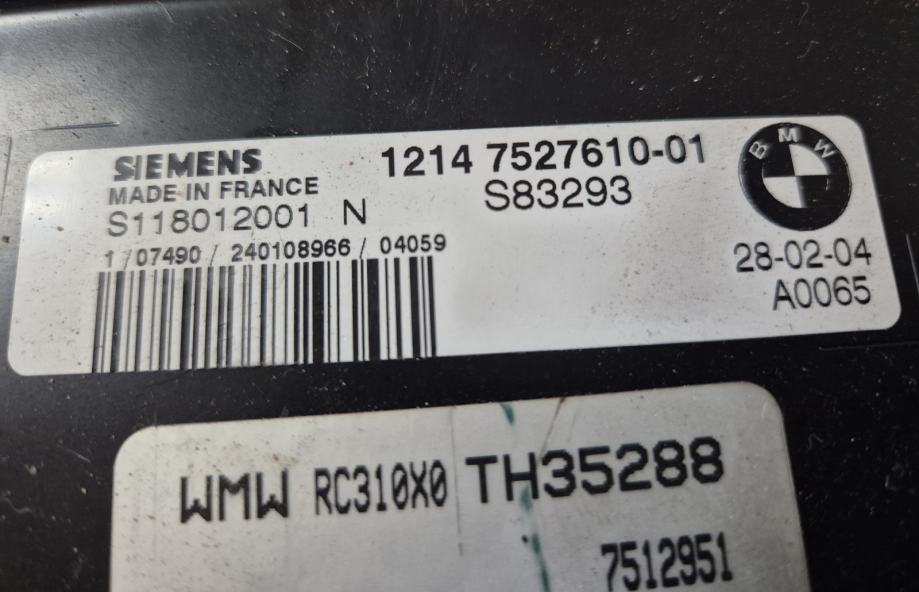 SIEMENS
MADE IN FRANCE
S118012001 N
1 / 07490 / 240108966 / 04059
1214 7527610-01
S83293
BMW
28-02-04
A0065
WMW RC310X0 TH35288
7512951